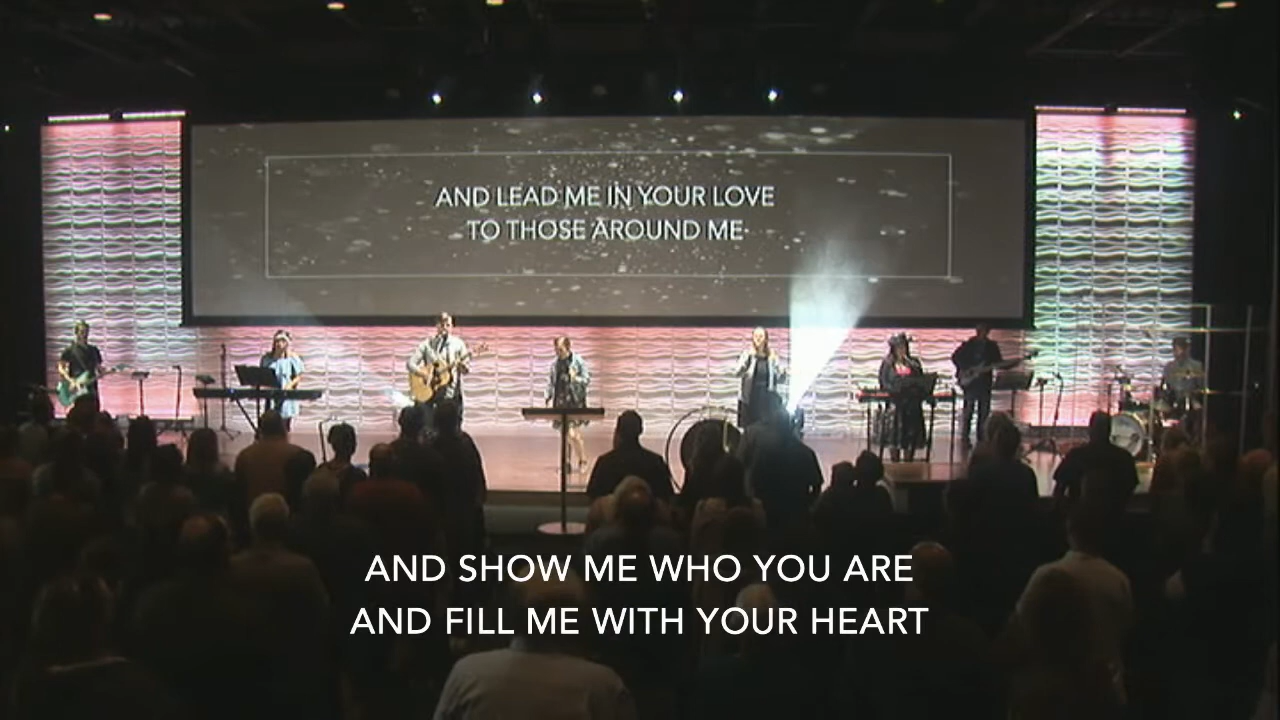 AND LEAD ME IN YOUR LOVE
TO THOSE AROUND ME
AND SHOW ME WHO YOU ARE
AND FILL ME WITH YOUR HEART